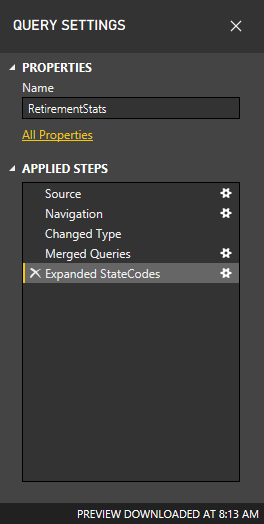 QUERY SETTINGS
PROPERTIES
Name
RetirementStats
All Properties
APPLIED STEPS
Source
Navigation
Changed Type
Merged Queries
Expanded StateCodes
PREVIEW DOWNLOADED AT 8:13 AM